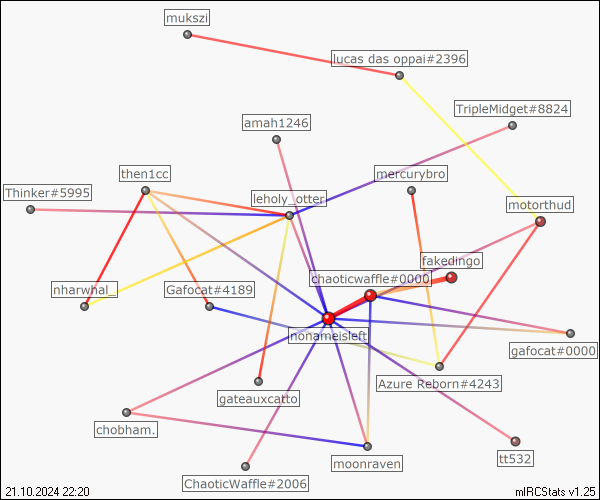 mukszi
lucas das oppai#2396
TripleMidget#8824
amah1246
then1cc
mercurybro
Thinker#5995
leholy_otter
motorthud
fakedingo
chaoticwaffle#0000
nharwhal_
Gafocat#4189
nonameisleft
gafocat#0000
Azure Reborn#4243
gateauxcatto
chobham.
tt532
moonraven
ChaoticWaffle#2006
21.10.2024 22:20
mIRCStats v1.25